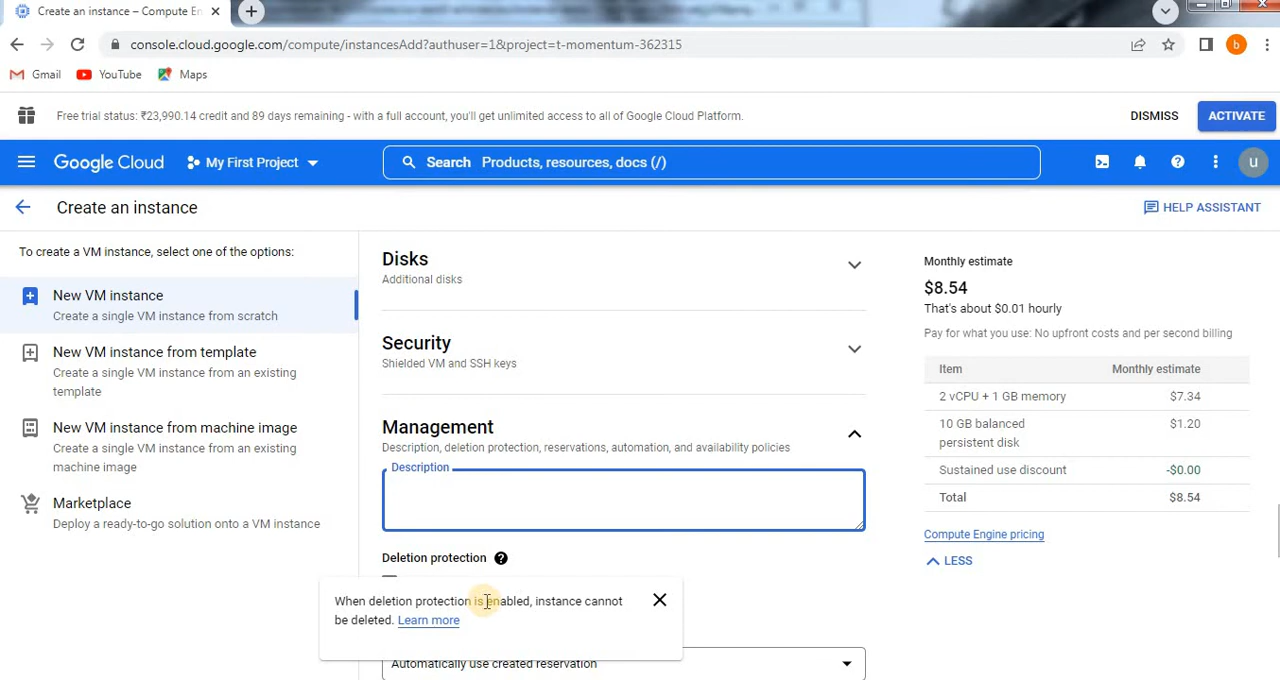 Create an instance – Compute En
console.cloud.google.com/compute/instancesAdd?authuser=1&project=t-momentum-362315
b
Gmail
YouTube
Maps
Free trial status: ₹23,990.14 credit and 89 days remaining - with a full account, you'll get unlimited access to all of Google Cloud Platform.
DISMISS
ACTIVATE
Google Cloud
My First Project
Search Products, resources, docs (/)
u
Create an instance
HELP ASSISTANT
To create a VM instance, select one of the options:
New VM instance
Create a single VM instance from scratch
New VM instance from template
Create a single VM instance from an existing
template
New VM instance from machine image
Create a single VM instance from an existing
machine image
Marketplace
Deploy a ready-to-go solution onto a VM instance
Disks
Additional disks
Security
Shielded VM and SSH keys
Management
Description, deletion protection, reservations, automation, and availability policies
Description
Deletion protection
When deletion protection is enabled, instance cannot
be deleted. Learn more
Automatically use created reservation
Monthly estimate
$8.54
That's about $0.01 hourly
Pay for what you use: No upfront costs and per second billing
Item Monthly estimate
2 vCPU + 1 GB memory $7.34
10 GB balanced $1.20
persistent disk
Sustained use discount -$0.00
Total $8.54
Compute Engine pricing
LESS